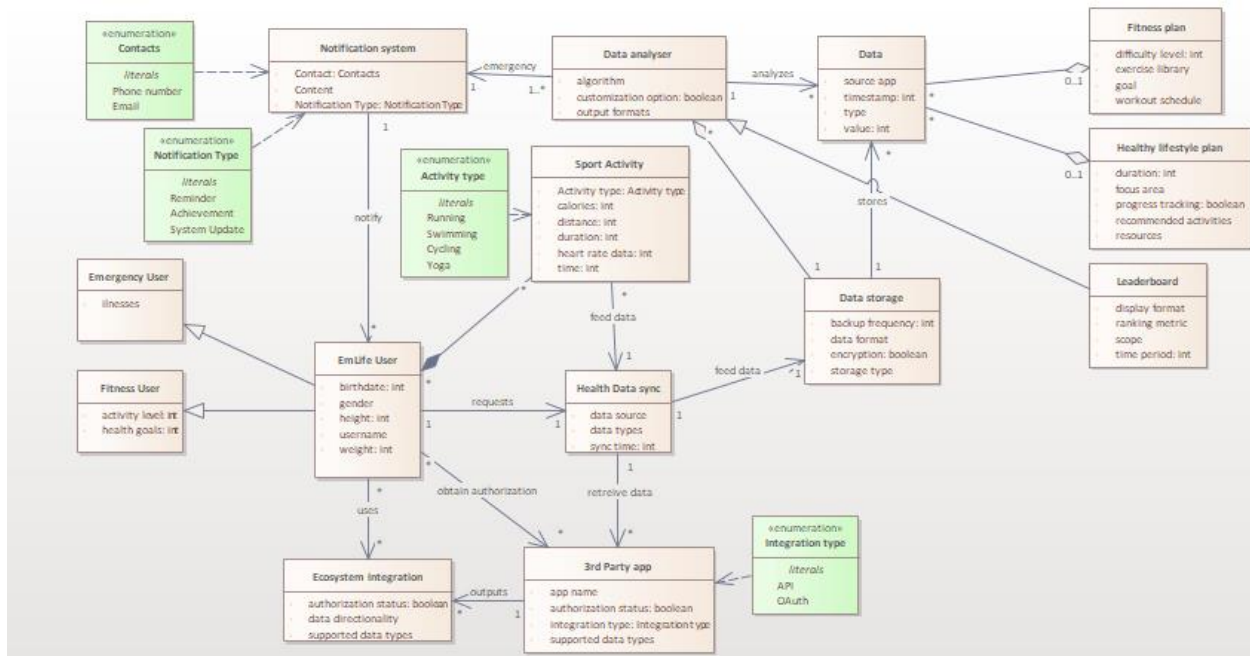 «enumeration»
Contacts
literals
Phone number
Email
Notification system
Contact: Contacts
Content
Notification Type: Notification Type
emergency
1
1..*
Data analyser
algorithm
customization option: boolean
output formats
analyzes
1
*
Data
source app
timestamp: int
type
value: int
*
*
0..1
Fitness plan
difficulty level: int
exercise library
goal
workout schedule
«enumeration»
Notification Type
literals
Reminder
Achievement
System Update
1
notify
*
«enumeration»
Activity type
literals
Running
Swimming
Cycling
Yoga
Sport Activity
Activity type: Activity type
calories: int
distance: int
duration: int
heart rate data: int
time: int
*
1
*
stores
1
0..1
Healthy lifestyle plan
duration: int
focus area
progress tracking: boolean
recommended activities
resources
Emergency User
illnesses
*
*
feed data
1
Data storage
backup frequency: int
data format
encryption: boolean
storage type
Leaderboard
display format
ranking metric
scope
time period: int
Fitness User
activity level: int
health goals: int
EmLife User
birthdate: int
gender
height: int
username
weight: int
*
requests
1
1
Health Data sync
data source
data types
sync time: int
feed data
1
1
*
obtain authorization
*
1
retreive data
*
*
uses
*
«enumeration»
Integration type
literals
API
OAuth
Ecosystem Integration
authorization status: boolean
data directionality
supported data types
outputs
*
1
3rd Party app
app name
authorization status: boolean
integration type: Integration type
supported data types